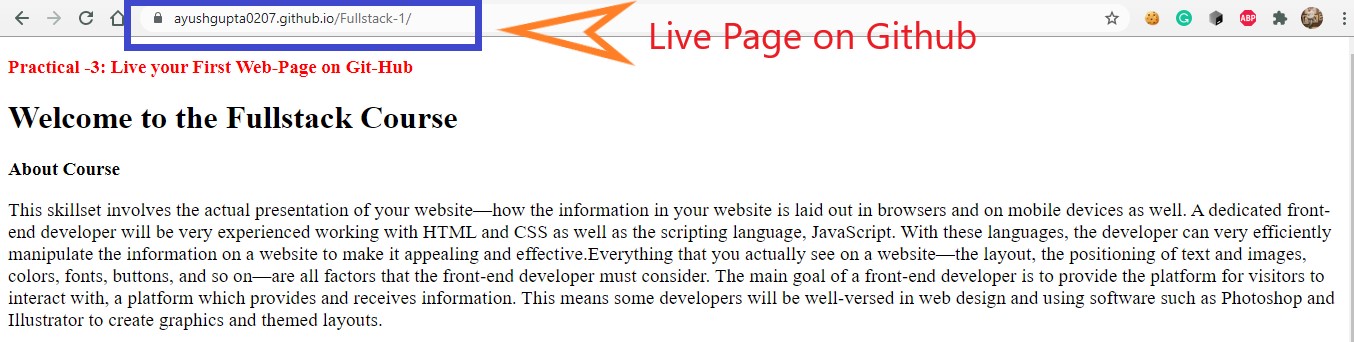 ayushgupta0207.github.io/Fullstack-1/
ABP
Live Page on Github
Practical -3: Live your First Web-Page on Git-Hub
Welcome to the Fullstack Course
About Course
This skillset involves the actual presentation of your website—how the information in your website is laid out in browsers and on mobile devices as well. A dedicated front-
end developer will be very experienced working with HTML and CSS as well as the scripting language, JavaScript. With these languages, the developer can very efficiently
manipulate the information on a website to make it appealing and effective.Everything that you actually see on a website—the layout, the positioning of text and images,
colors, fonts, buttons, and so on—are all factors that the front-end developer must consider. The main goal of a front-end developer is to provide the platform for visitors to
interact with, a platform which provides and receives information. This means some developers will be well-versed in web design and using software such as Photoshop and
Illustrator to create graphics and themed layouts.